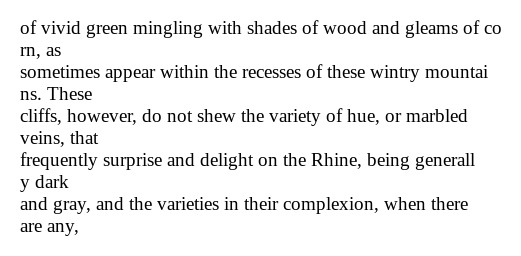 of vivid green mingling with shades of wood and gleams of co
rn, as
sometimes appear within the recesses of these wintry mountai
ns. These
cliffs, however, do not shew the variety of hue, or marbled
veins, that
frequently surprise and delight on the Rhine, being generall
y dark
and gray, and the varieties in their complexion, when there
are any,